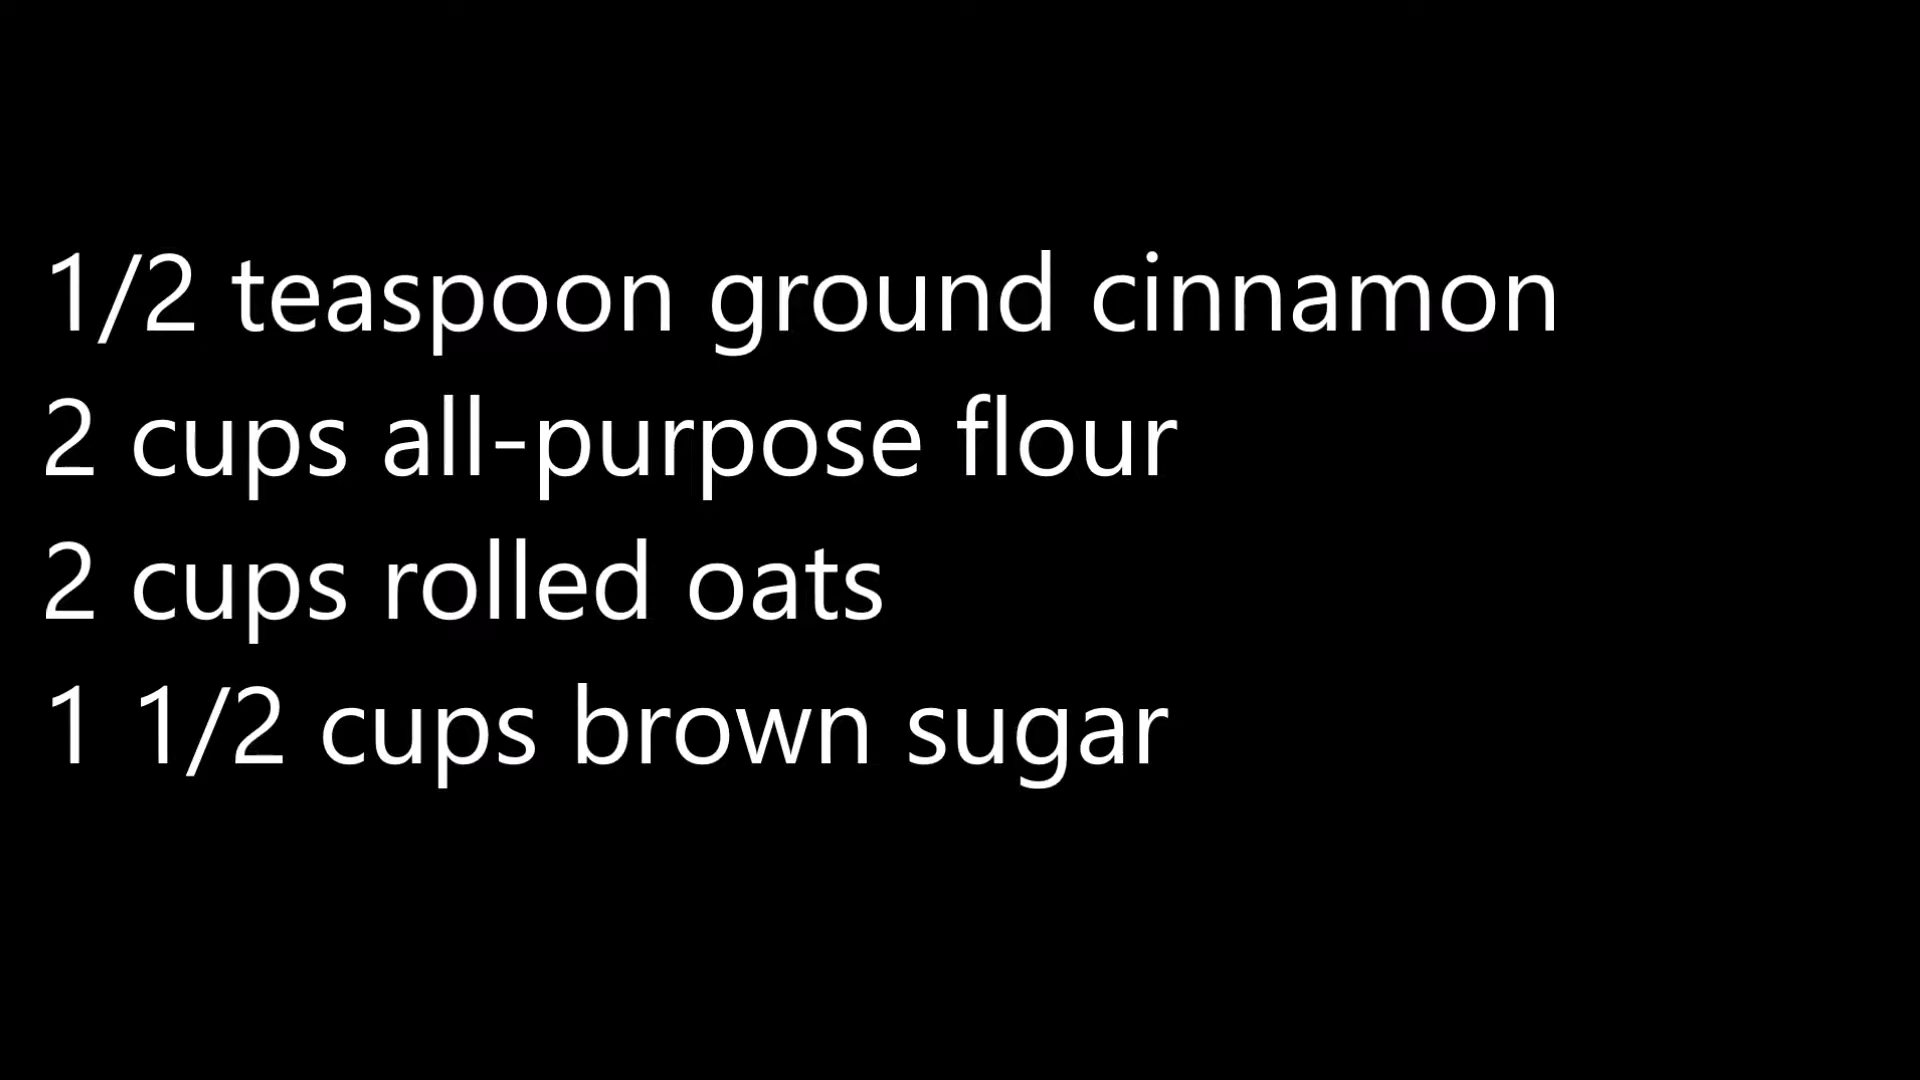 1/2 teaspoon ground cinnamon
2 cups all-purpose flour
2 cups rolled oats
1 1/2 cups brown sugar